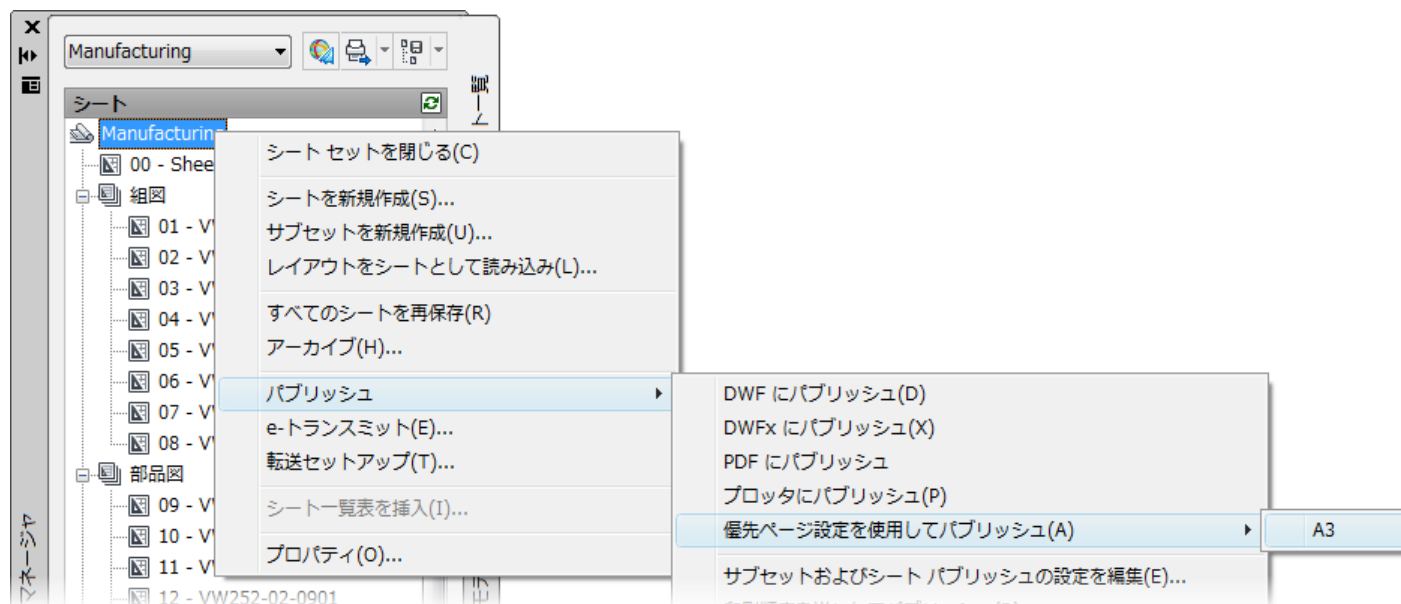 Manufacturing
シート
Manufacturing
00 - Shee
組図
01 - V
02 - V
03 - V
04 - V
05 - V
06 - V
07 - V
08 - V
部品図
09 - V
10 - V
11 - V
12 - VW252-02-0901
マネージャ
シート セットを閉じる(C)
シートを新規作成(S)...
サブセットを新規作成(U)...
レイアウトをシートとして読み込み(L)...
すべてのシートを再保存(R)
アーカイブ(H)...
パブリッシュ
e-トランスミット(E)...
転送セットアップ(T)...
シート一覧表を挿入(I)...
プロパティ(O)...
DWF にパブリッシュ(D)
DWFx にパブリッシュ(X)
PDF にパブリッシュ
プロッタにパブリッシュ(P)
優先ページ設定を使用してパブリッシュ(A)
A3
サブセットおよびシート パブリッシュの設定を編集(E)...